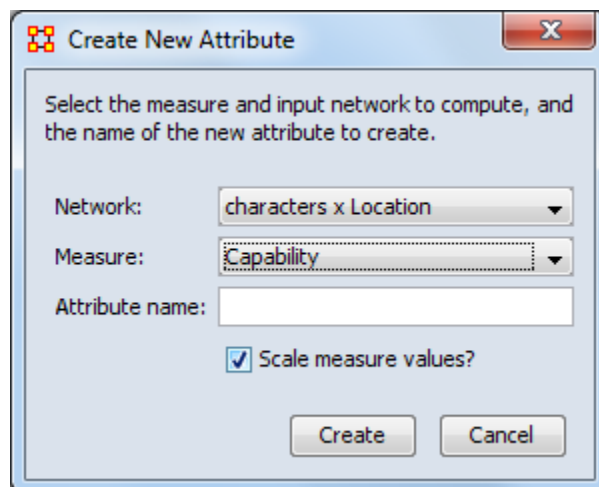 Create New Attribute
Select the measure and input network to compute, and
the name of the new attribute to create.
Network: characters x Location
Measure: Capability
Attribute name:
Scale measure values?
Create Cancel